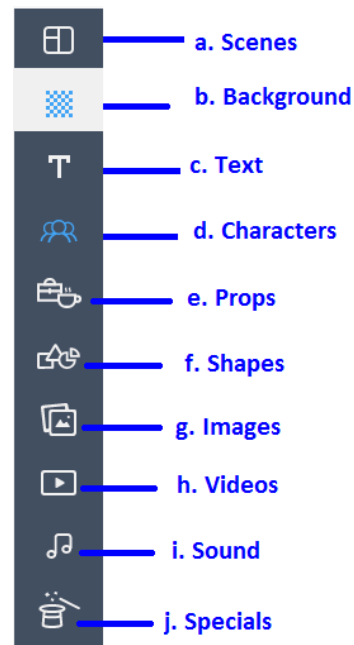 a. Scenes
b. Background
c. Text
d. Characters
e. Props
f. Shapes
g. Images
h. Videos
i. Sound
j. Specials